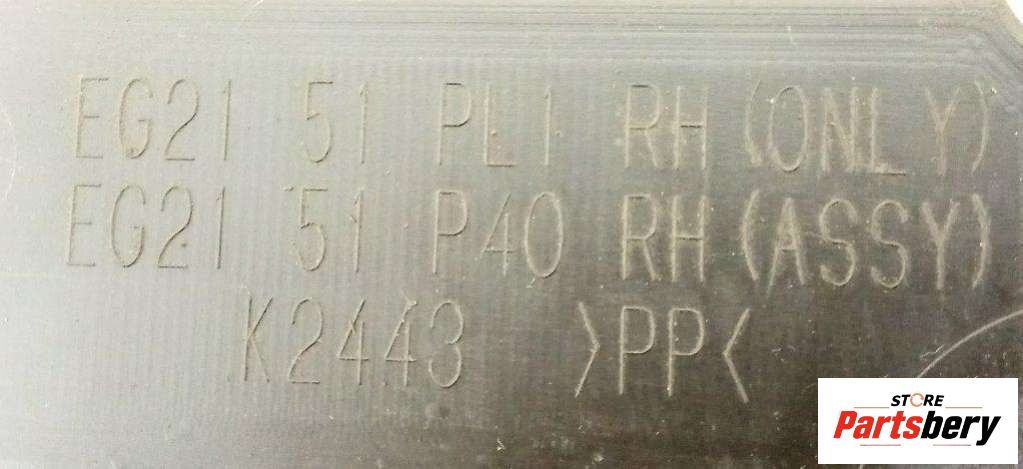 EG21 51 PL1 RH (ONLY)
EG21 51 P40 RH (ASSY)
K2443 >PP<
STORE
Partsbery